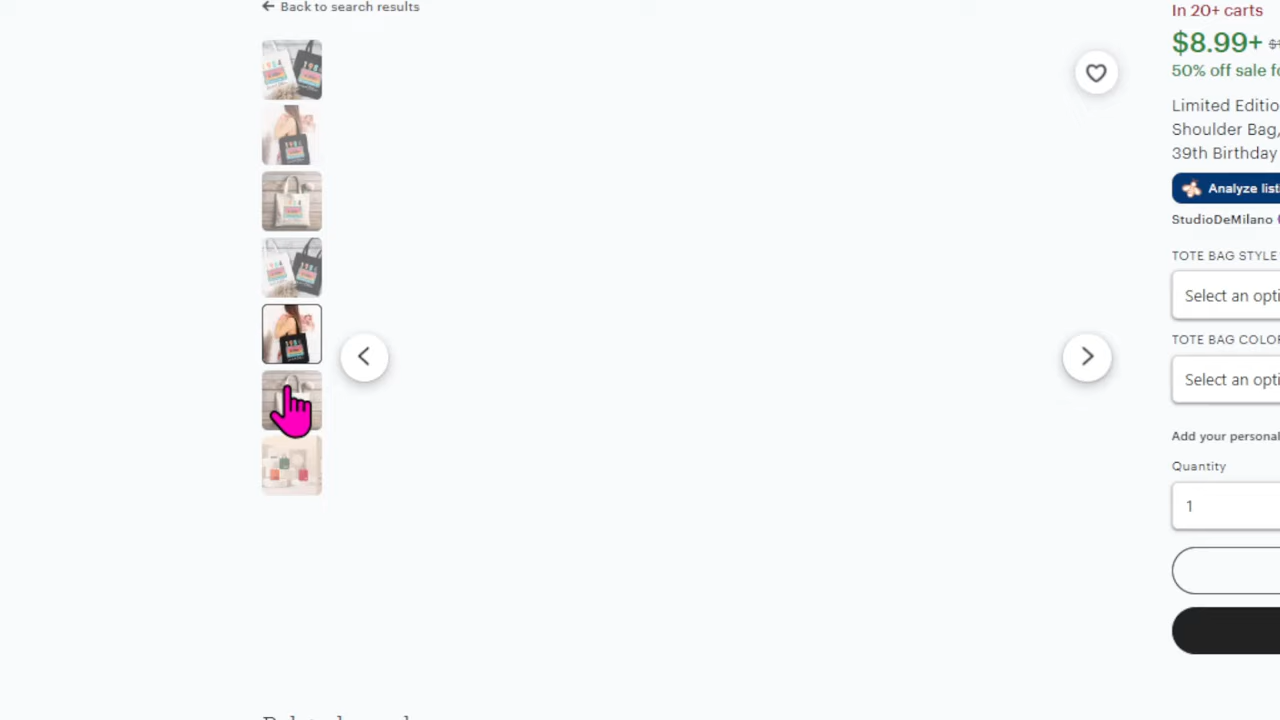 Back to search results
In 20+ carts
$8.99+
50% off sale fo
Limited Editio
Shoulder Bag,
39th Birthday
Analyze listi
StudioDeMilano
TOTE BAG STYLE
Select an opti
TOTE BAG COLOR
Select an opti
Add your personal
Quantity
1